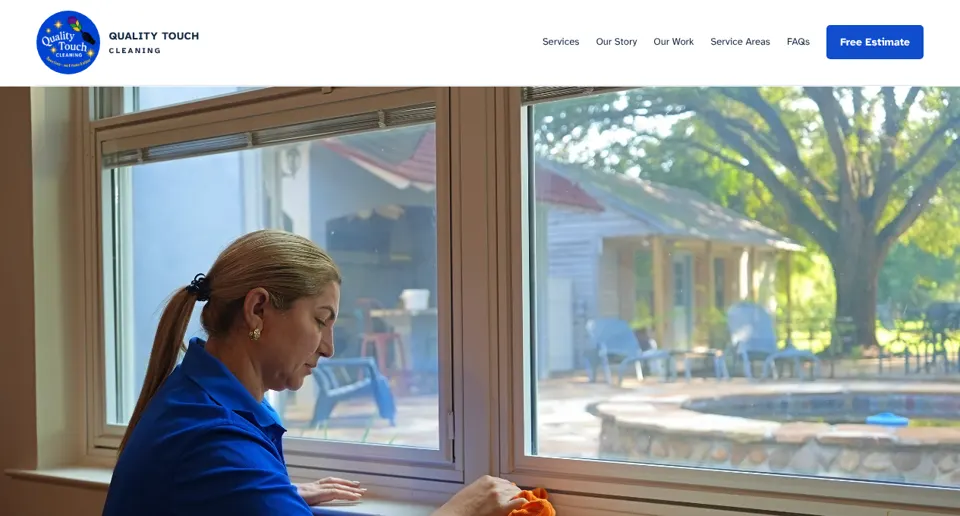 Quality
Touch
CLEANING
QUALITY TOUCH
CLEANING
Services
Our Story
Our Work
Service Areas
FAQs
Free Estimate